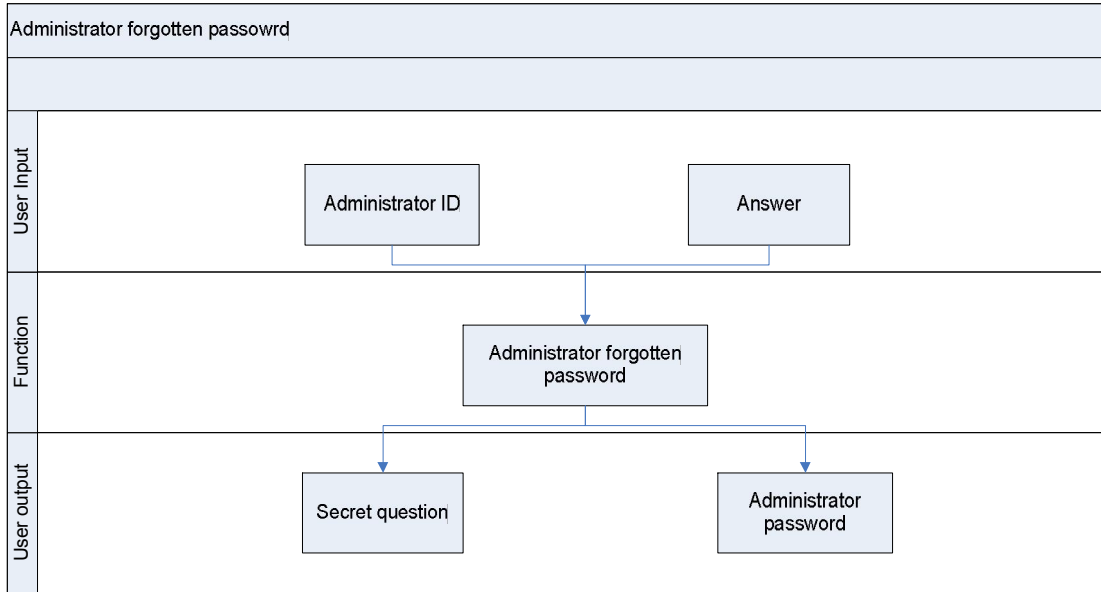 Administrator forgotten passowrd
User Input
Administrator ID
Answer
Function
Administrator forgotten
password
User output
Secret question
Administrator
password